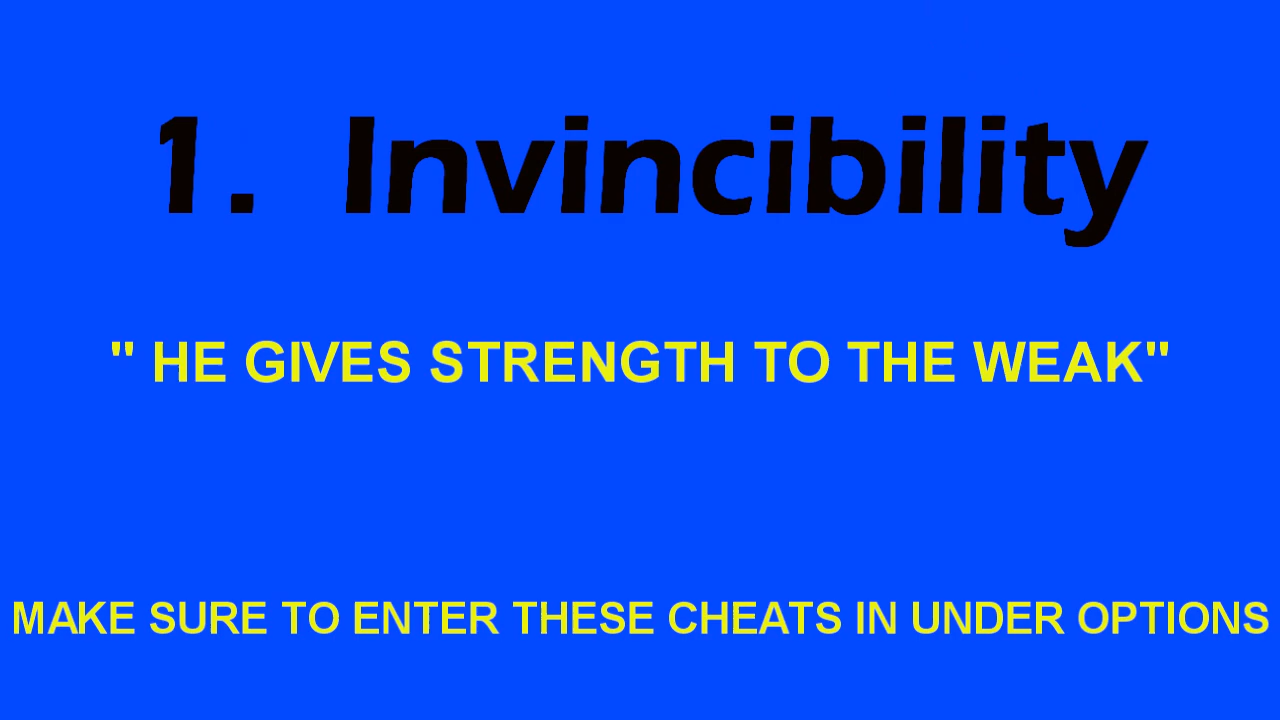 1. Invincibility
" HE GIVES STRENGTH TO THE WEAK"
MAKE SURE TO ENTER THESE CHEATS IN UNDER OPTIONS